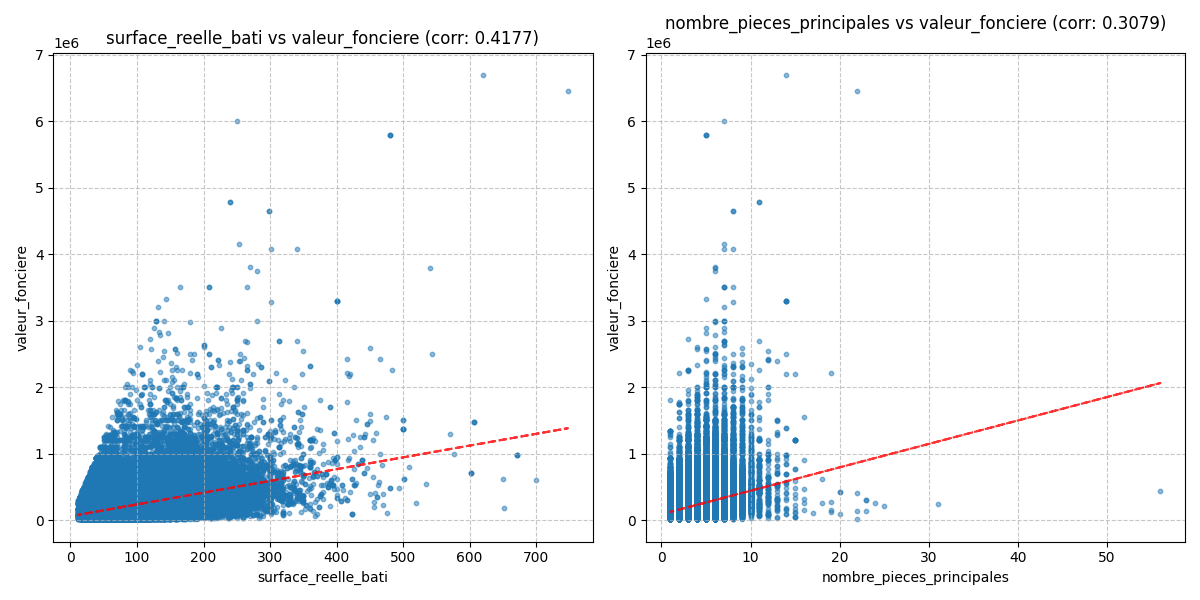 surface_reelle_bati vs valeur_fonciere (corr: 0.4177)
1e6
7
6
5
4
3
2
1
0
valeur_fonciere
0 100 200 300 400 500 600 700
surface_reelle_bati
nombre_pieces_principales vs valeur_fonciere (corr: 0.3079)
1e6
7
6
5
4
3
2
1
0
valeur_fonciere
0 10 20 30 40 50
nombre_pieces_principales